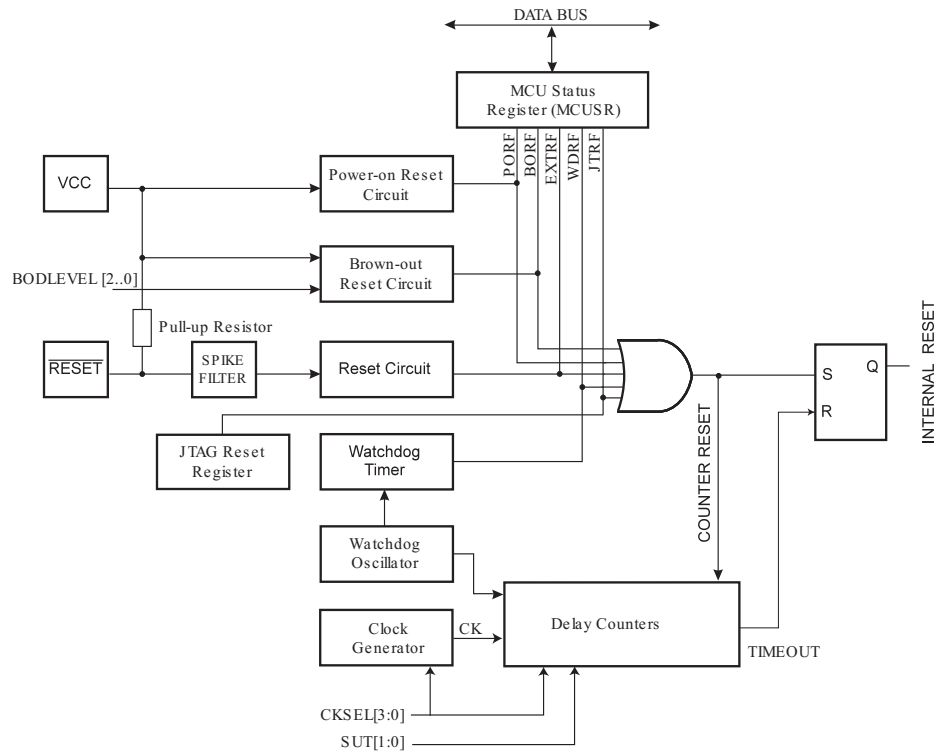 DATA BUS
MCU Status
Register (MCUSR)
PORF
BORF
EXTRF
WDRF
JTRF
VCC
Power-on Reset
Circuit
BODLEVEL [2..0]
Brown-out
Reset Circuit
Pull-up Resistor
RESET
SPIKE
FILTER
Reset Circuit
JTAG Reset
Register
Watchdog
Timer
Watchdog
Oscillator
Clock
Generator
CK
Delay Counters
CKSEL[3:0]
SUT[1:0]
COUNTER RESET
TIMEOUT
S
R
Q
INTERNAL RESET